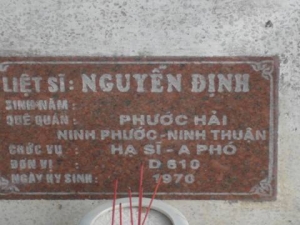 LIỆT SĨ: NGUYỄN ĐỊNH
SINH NĂM:
QUÊ QUÁN: PHƯỚC HẢI
NINH PHƯỚC-NINH THUẬN
CHỨC VỤ: HẠ SĨ - A PHÓ
ĐƠN VỊ: D 610
NGÀY HY SINH: 1970